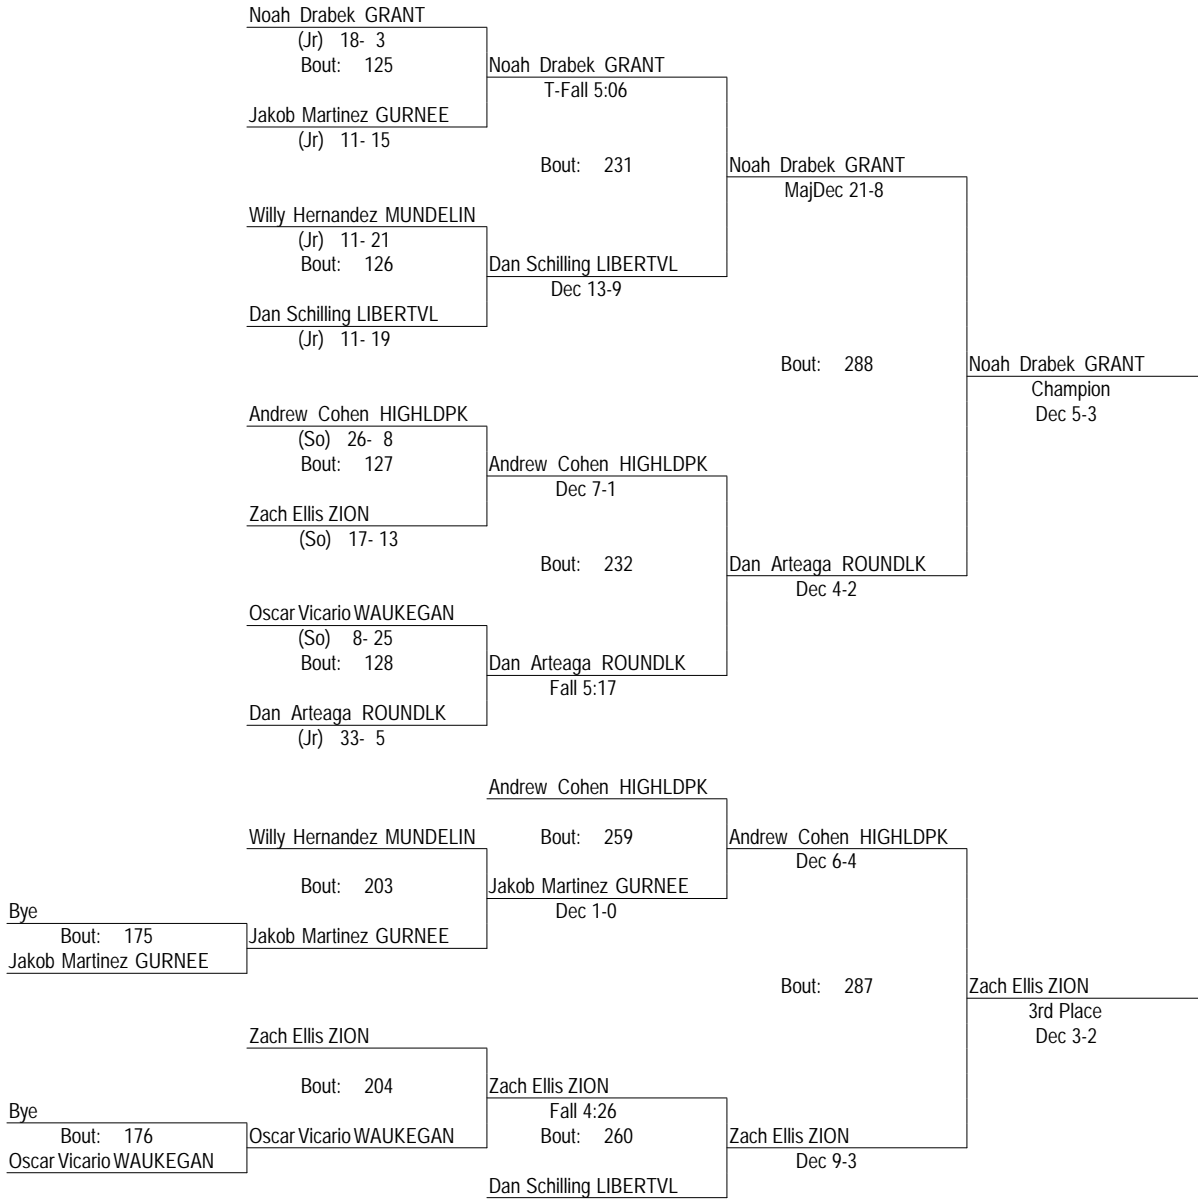 Noah Drabek GRANT
(Jr) 18- 3
Bout: 125
Noah Drabek GRANT
T-Fall 5:06
Jakob Martinez GURNEE
(Jr) 11- 15
Bout: 231
Noah Drabek GRANT
MajDec 21-8
Willy Hernandez MUNDELIN
(Jr) 11- 21
Bout: 126
Dan Schilling LIBERTVL
Dec 13-9
Dan Schilling LIBERTVL
(Jr) 11- 19
Bout: 288
Noah Drabek GRANT
Champion
Dec 5-3
Andrew Cohen HIGHLDPK
(So) 26- 8
Bout: 127
Andrew Cohen HIGHLDPK
Dec 7-1
Zach Ellis ZION
(So) 17- 13
Bout: 232
Dan Arteaga ROUNDLK
Dec 4-2
Oscar Vicario WAUKEGAN
(So) 8- 25
Bout: 128
Dan Arteaga ROUNDLK
Fall 5:17
Dan Arteaga ROUNDLK
(Jr) 33- 5
Andrew Cohen HIGHLDPK
Willy Hernandez MUNDELIN
Bout: 259
Andrew Cohen HIGHLDPK
Dec 6-4
Bout: 203
Jakob Martinez GURNEE
Dec 1-0
Bye
Bout: 175
Jakob Martinez GURNEE
Jakob Martinez GURNEE
Bout: 287
Zach Ellis ZION
3rd Place
Dec 3-2
Zach Ellis ZION
Bout: 204
Zach Ellis ZION
Fall 4:26
Bye
Bout: 176
Oscar Vicario WAUKEGAN
Bout: 260
Zach Ellis ZION
Dec 9-3
Oscar Vicario WAUKEGAN
Dan Schilling LIBERTVL